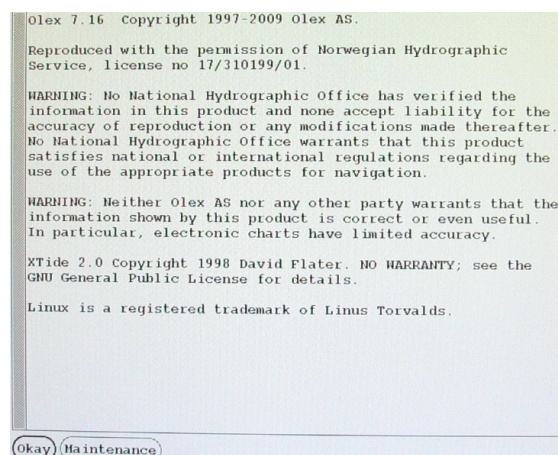 Olex 7.16 Copyright 1997-2009 Olex AS.
Reproduced with the permission of Norwegian Hydrographic
Service, license no 17/310199/01.
WARNING: No National Hydrographic Office has verified the
information in this product and none accept liability for the
accuracy of reproduction or any modifications made thereafter.
No National Hydrographic Office warrants that this product
satisfies national or international regulations regarding the
use of the appropriate products for navigation.
WARNING: Neither Olex AS nor any other party warrants that the
information shown by this product is correct or even useful.
In particular, electronic charts have limited accuracy.
XTide 2.0 Copyright 1998 David Flater. NO WARRANTY; see the
GNU General Public License for details.
Linux is a registered trademark of Linus Torvalds.
Okay Maintenance